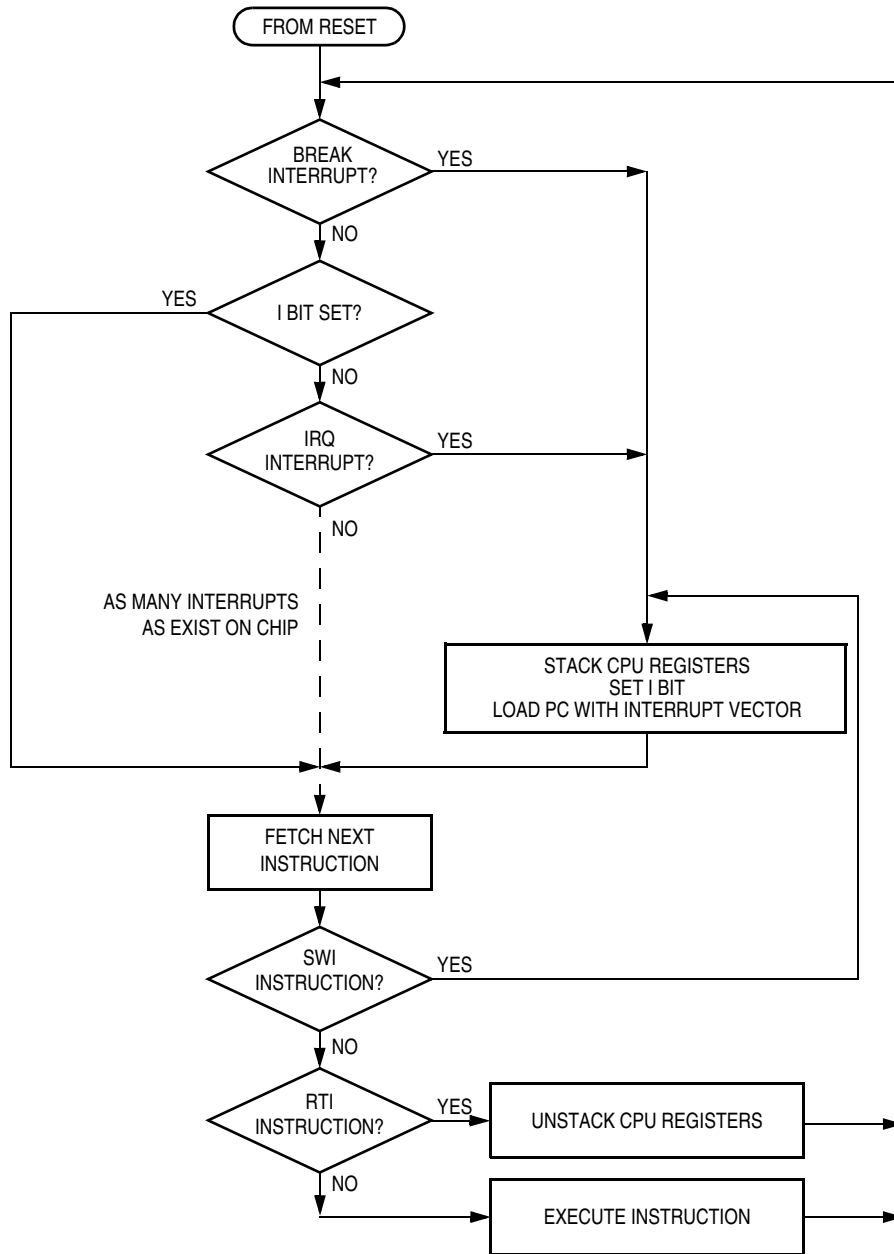 FROM RESET
BREAK
INTERRUPT?
YES
NO
I BIT SET?
YES
NO
IRQ
INTERRUPT?
YES
NO
AS MANY INTERRUPTS
AS EXIST ON CHIP
STACK CPU REGISTERS
SET I BIT
LOAD PC WITH INTERRUPT VECTOR
FETCH NEXT
INSTRUCTION
SWI
INSTRUCTION?
YES
NO
RTI
INSTRUCTION?
YES
UNSTACK CPU REGISTERS
NO
EXECUTE INSTRUCTION